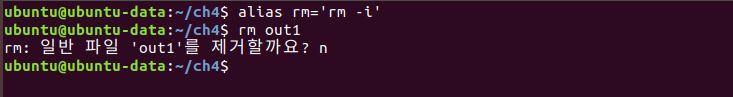 ubuntu@ubuntu-data:~/ch4$ alias rm='rm -i'
ubuntu@ubuntu-data:~/ch4$ rm out1
rm: 일반 파일 'out1'를 제거할까요? n
ubuntu@ubuntu-data:~/ch4$